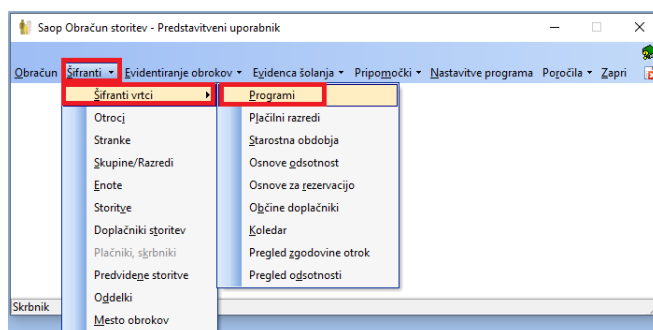 Saop Obračun storitev - Predstavitveni uporabnik
Obračun Šifranti Evidentiranje obrokov Evidenca šolanja Pripomočki Nastavitve programa Poročila Zapri
Šifranti vrtci
Otroci
Stranke
Skupine/Razredi
Enote
Storitve
Doplačniki storitev
Plačniki, skrbniki
Predvidene storitve
Oddelki
Mesto obrokov
Programi
Plačilni razredi
Starostna obdobja
Osnove odsotnost
Osnove za rezervacijo
Občine doplačniki
Koledar
Pregled zgodovine otrok
Pregled odsotnosti
Skrbnik